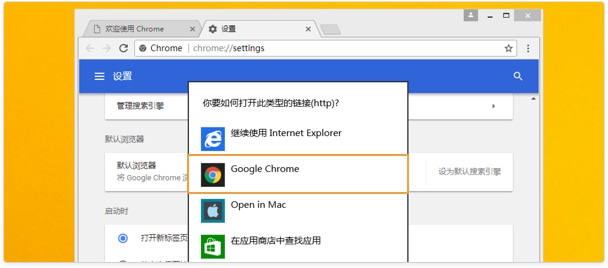 欢迎使用 Chrome
设置
Chrome
chrome://settings
设置
你要如何打开此类型的链接(http)?
管理搜索引擎
继续使用 Internet Explorer
默认浏览器
默认浏览器
将 Google Chrome
设为默认搜索引擎
Google Chrome
Open in Mac
启动时
打开新标签页
在应用商店中查找应用